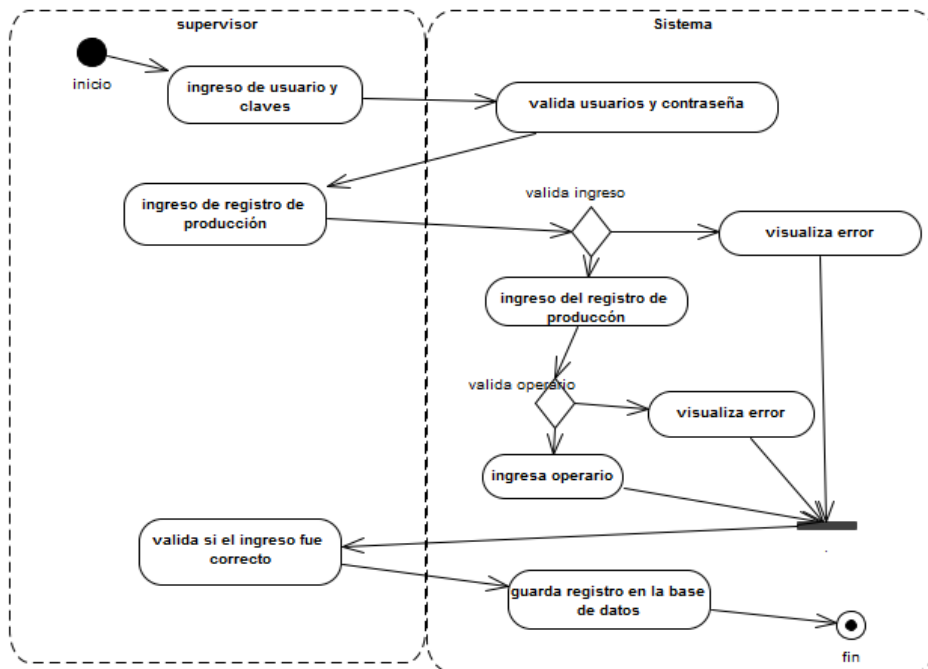 supervisor
Sistema
inicio
ingreso de usuario y
claves
valida usuarios y contraseña
ingreso de registro de
producción
valida ingreso
visualiza error
ingreso del registro de
produccón
valida operario
visualiza error
ingresa operario
valida si el ingreso fue
correcto
guarda registro en la base
de datos
fin